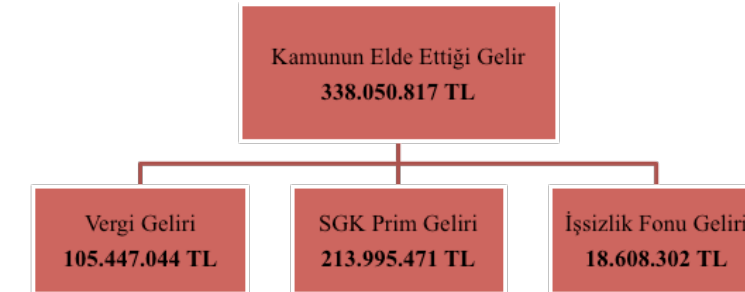 Kamunun Elde Ettiği Gelir
338.050.817 TL
Vergi Geliri
105.447.044 TL
SGK Prim Geliri
213.995.471 TL
İşsizlik Fonu Geliri
18.608.302 TL